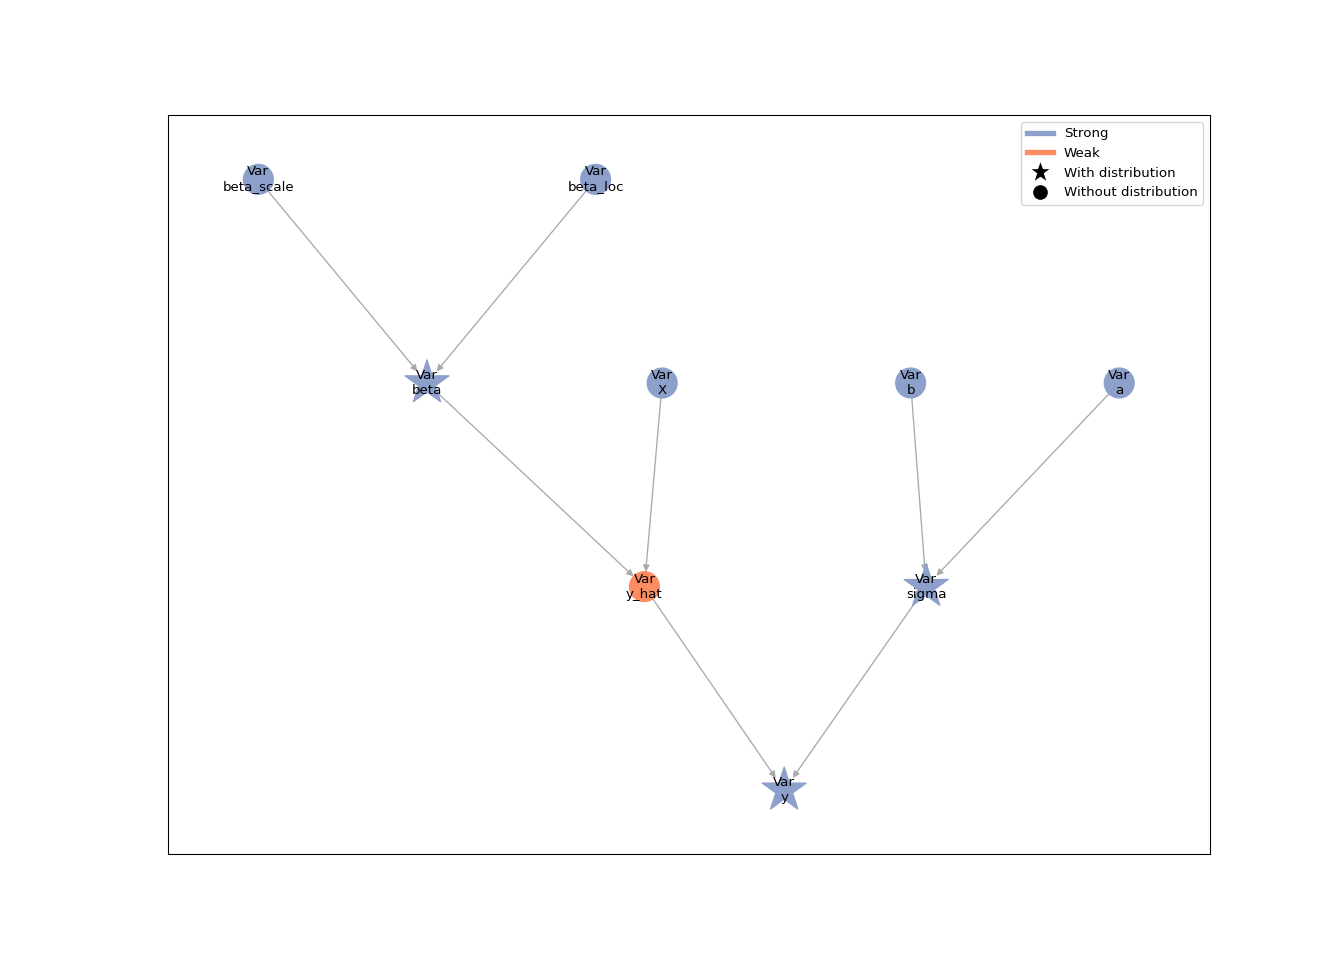 Strong
Weak
With distribution
Without distribution
Var
beta_scale
Var
beta_loc
Var
beta
Var
X
Var
b
Var
a
Var
y_hat
Var
sigma
Var
y